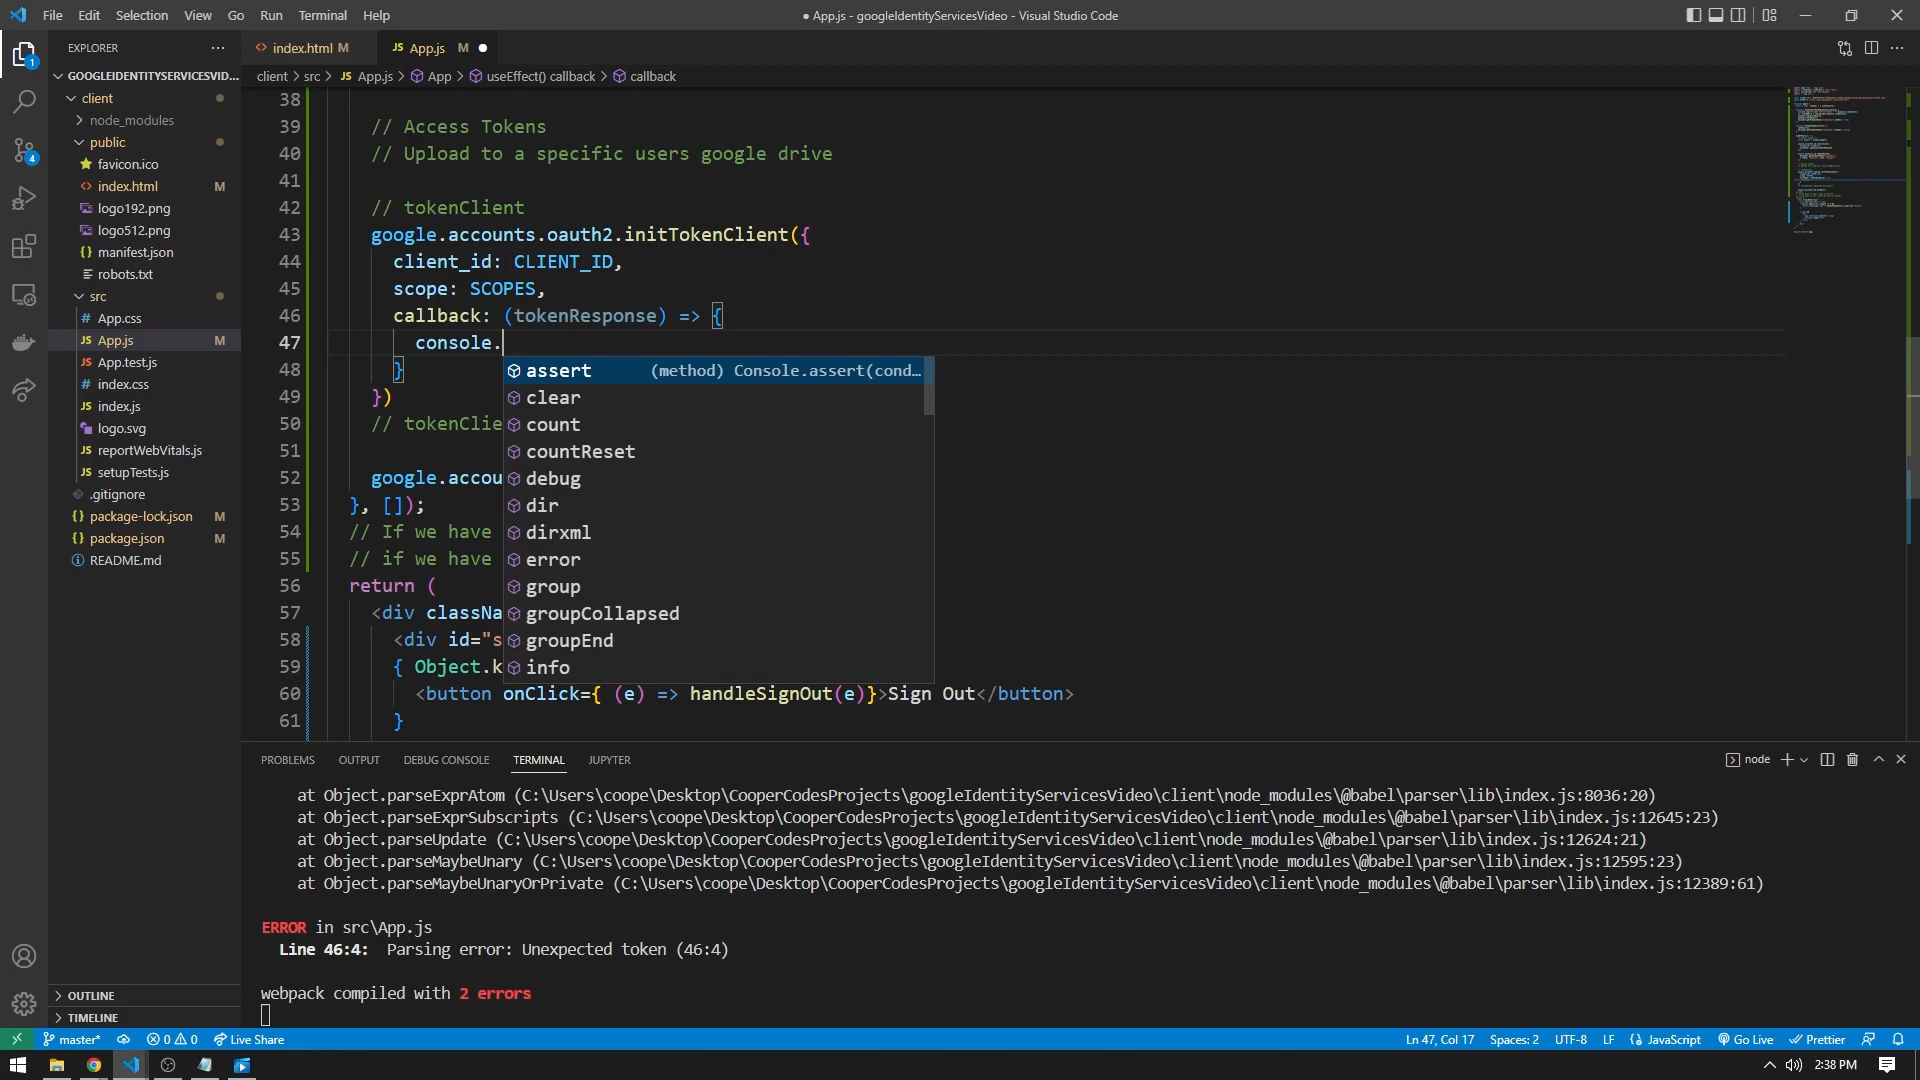 File Edit Selection View Go Run Terminal Help
● App.js - googleIdentityServicesVideo - Visual Studio Code
EXPLORER
GOOGLEIDENTITYSERVICESVID...
client
node_modules
public
favicon.ico
index.html M
logo192.png
logo512.png
manifest.json
robots.txt
src
App.css
App.js M
App.test.js
index.css
index.js
logo.svg
reportWebVitals.js
setupTests.js
.gitignore
package-lock.json M
package.json M
README.md
OUTLINE
TIMELINE
1
4
index.html M
JS App.js M
client > src > JS App.js > App > useEffect() callback > callback
38
39 // Access Tokens
40 // Upload to a specific users google drive
41
42 // tokenClient
43 google.accounts.oauth2.initTokenClient({
44 client_id: CLIENT_ID,
45 scope: SCOPES,
46 callback: (tokenResponse) => {
47 console.
48 }
49 })
50 // tokenClie
51
52 google.accou
53 }, []);
54 // If we have
55 // if we have
56 return (
57 <div classNa
58 <div id="s
59 { Object.k
60 <button onClick={ (e) => handleSignOut(e)}>Sign Out</button>
61 }
assert (method) Console.assert(cond…
clear
count
countReset
debug
dir
dirxml
error
group
groupCollapsed
groupEnd
info
PROBLEMS OUTPUT DEBUG CONSOLE TERMINAL JUPYTER
node
at Object.parseExprAtom (C:\Users\coope\Desktop\CooperCodesProjects\googleIdentityServicesVideo\client\node_modules\@babel\parser\lib\index.js:8036:20)
at Object.parseExprSubscripts (C:\Users\coope\Desktop\CooperCodesProjects\googleIdentityServicesVideo\client\node_modules\@babel\parser\lib\index.js:12645:23)
at Object.parseUpdate (C:\Users\coope\Desktop\CooperCodesProjects\googleIdentityServicesVideo\client\node_modules\@babel\parser\lib\index.js:12624:21)
at Object.parseMaybeUnary (C:\Users\coope\Desktop\CooperCodesProjects\googleIdentityServicesVideo\client\node_modules\@babel\parser\lib\index.js:12595:23)
at Object.parseMaybeUnaryOrPrivate (C:\Users\coope\Desktop\CooperCodesProjects\googleIdentityServicesVideo\client\node_modules\@babel\parser\lib\index.js:12389:61)
ERROR in src\App.js
Line 46:4: Parsing error: Unexpected token (46:4)
webpack compiled with 2 errors
master* 0 0 Live Share
Ln 47, Col 17 Spaces: 2 UTF-8 LF JavaScript Go Live Prettier
2:38 PM